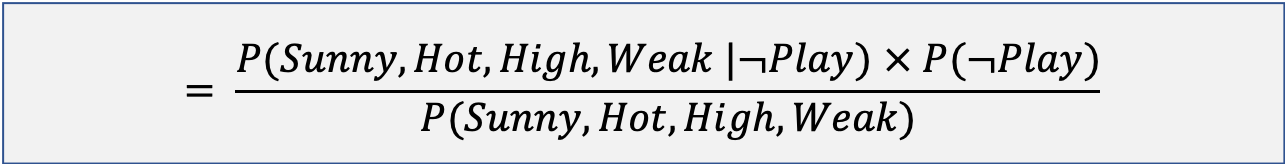 P(Sunny, Hot, High, Weak |¬Play) × P(¬Play)
=
P(Sunny, Hot, High, Weak)